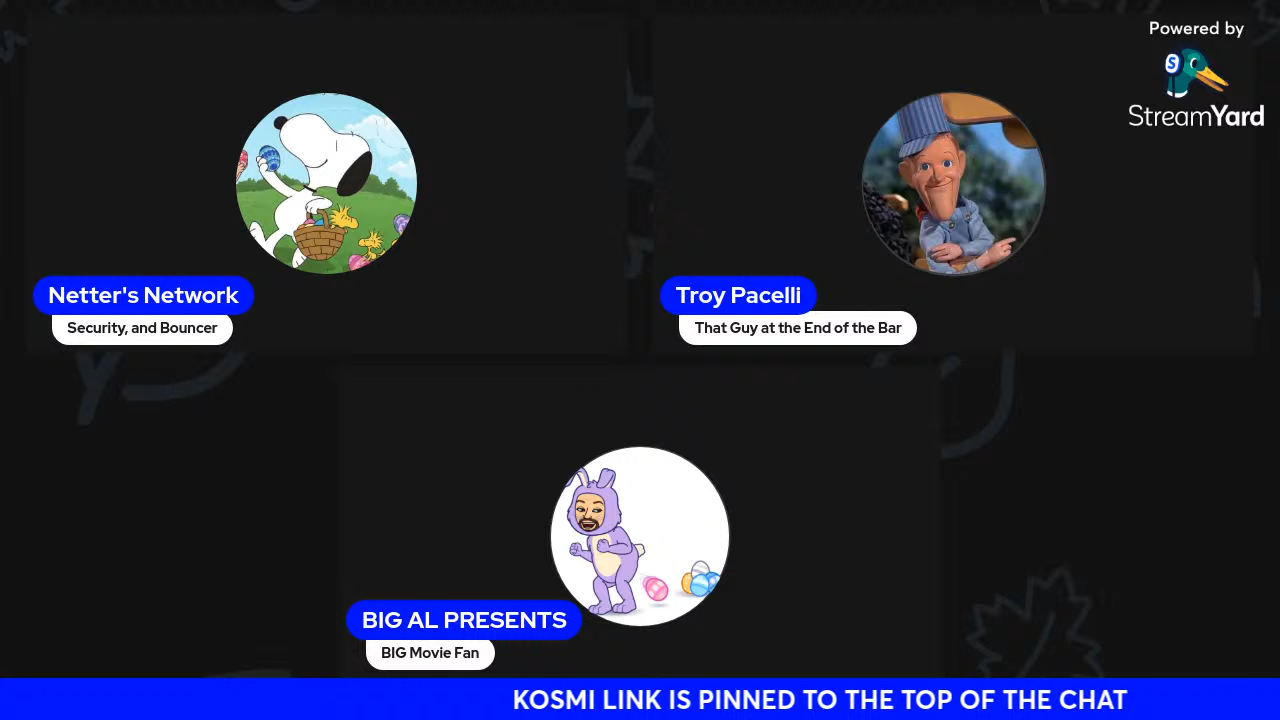 Powered by
StreamYard
Netter's Network
Security, and Bouncer
Troy Pacelli
That Guy at the End of the Bar
BIG AL PRESENTS
BIG Movie Fan
KOSMI LINK IS PINNED TO THE TOP OF THE CHAT